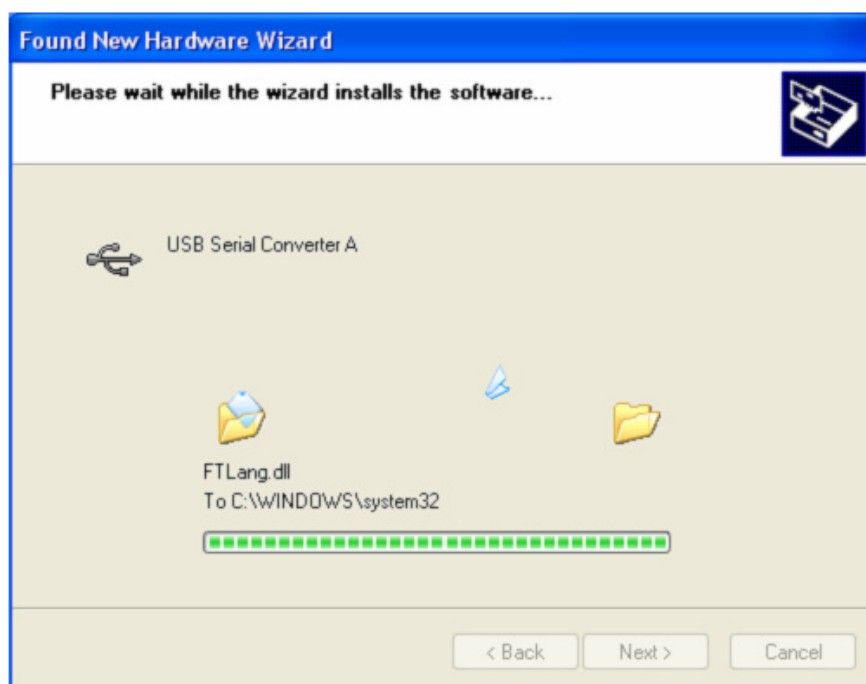 Found New Hardware Wizard
Please wait while the wizard installs the software...
USB Serial Converter A
FTLang.dll
To C:\WINDOWS\system32
< Back
Next >
Cancel